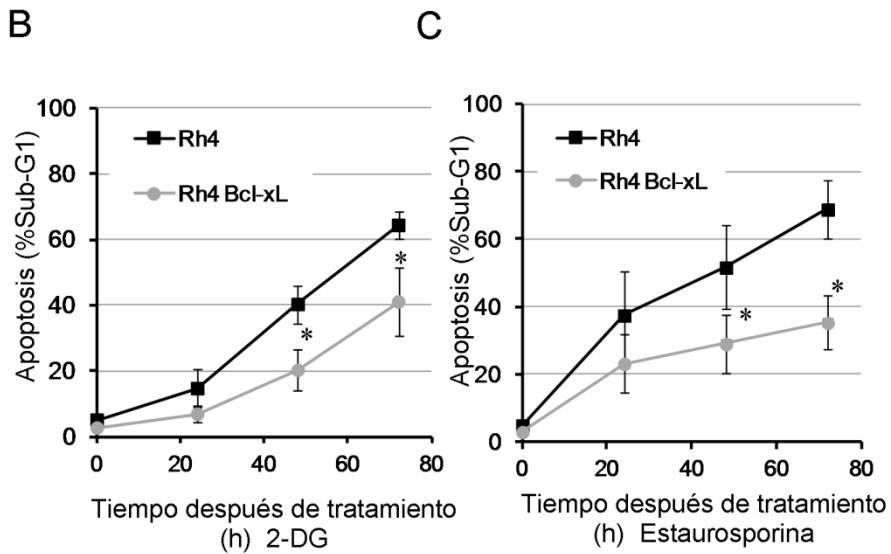 B
Apoptosis (%Sub-G1)
100
80
60
40
20
0
Rh4
Rh4 Bcl-xL
*
*
0 20 40 60 80
Tiempo después de tratamiento
(h) 2-DG
C
Apoptosis (%Sub-G1)
100
80
60
40
20
0
Rh4
Rh4 Bcl-xL
*
*
0 20 40 60 80
Tiempo después de tratamiento
(h) Estaurosporina